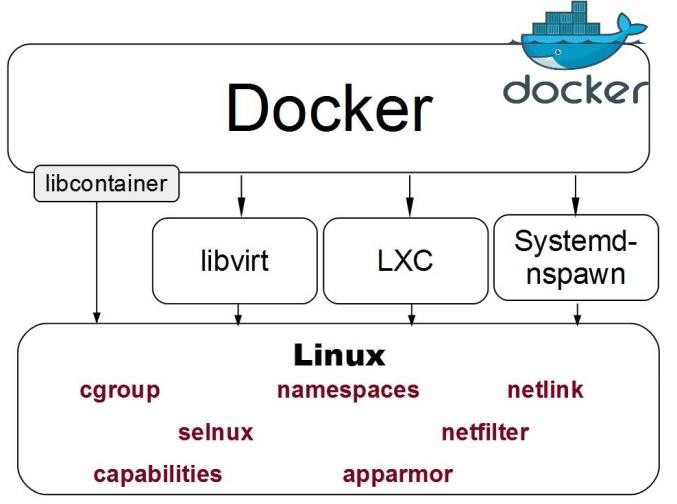 docker
Docker
libcontainer
libvirt
LXC
Systemd-
nspawn
Linux
cgroup namespaces netlink
selnux netfilter
capabilities apparmor